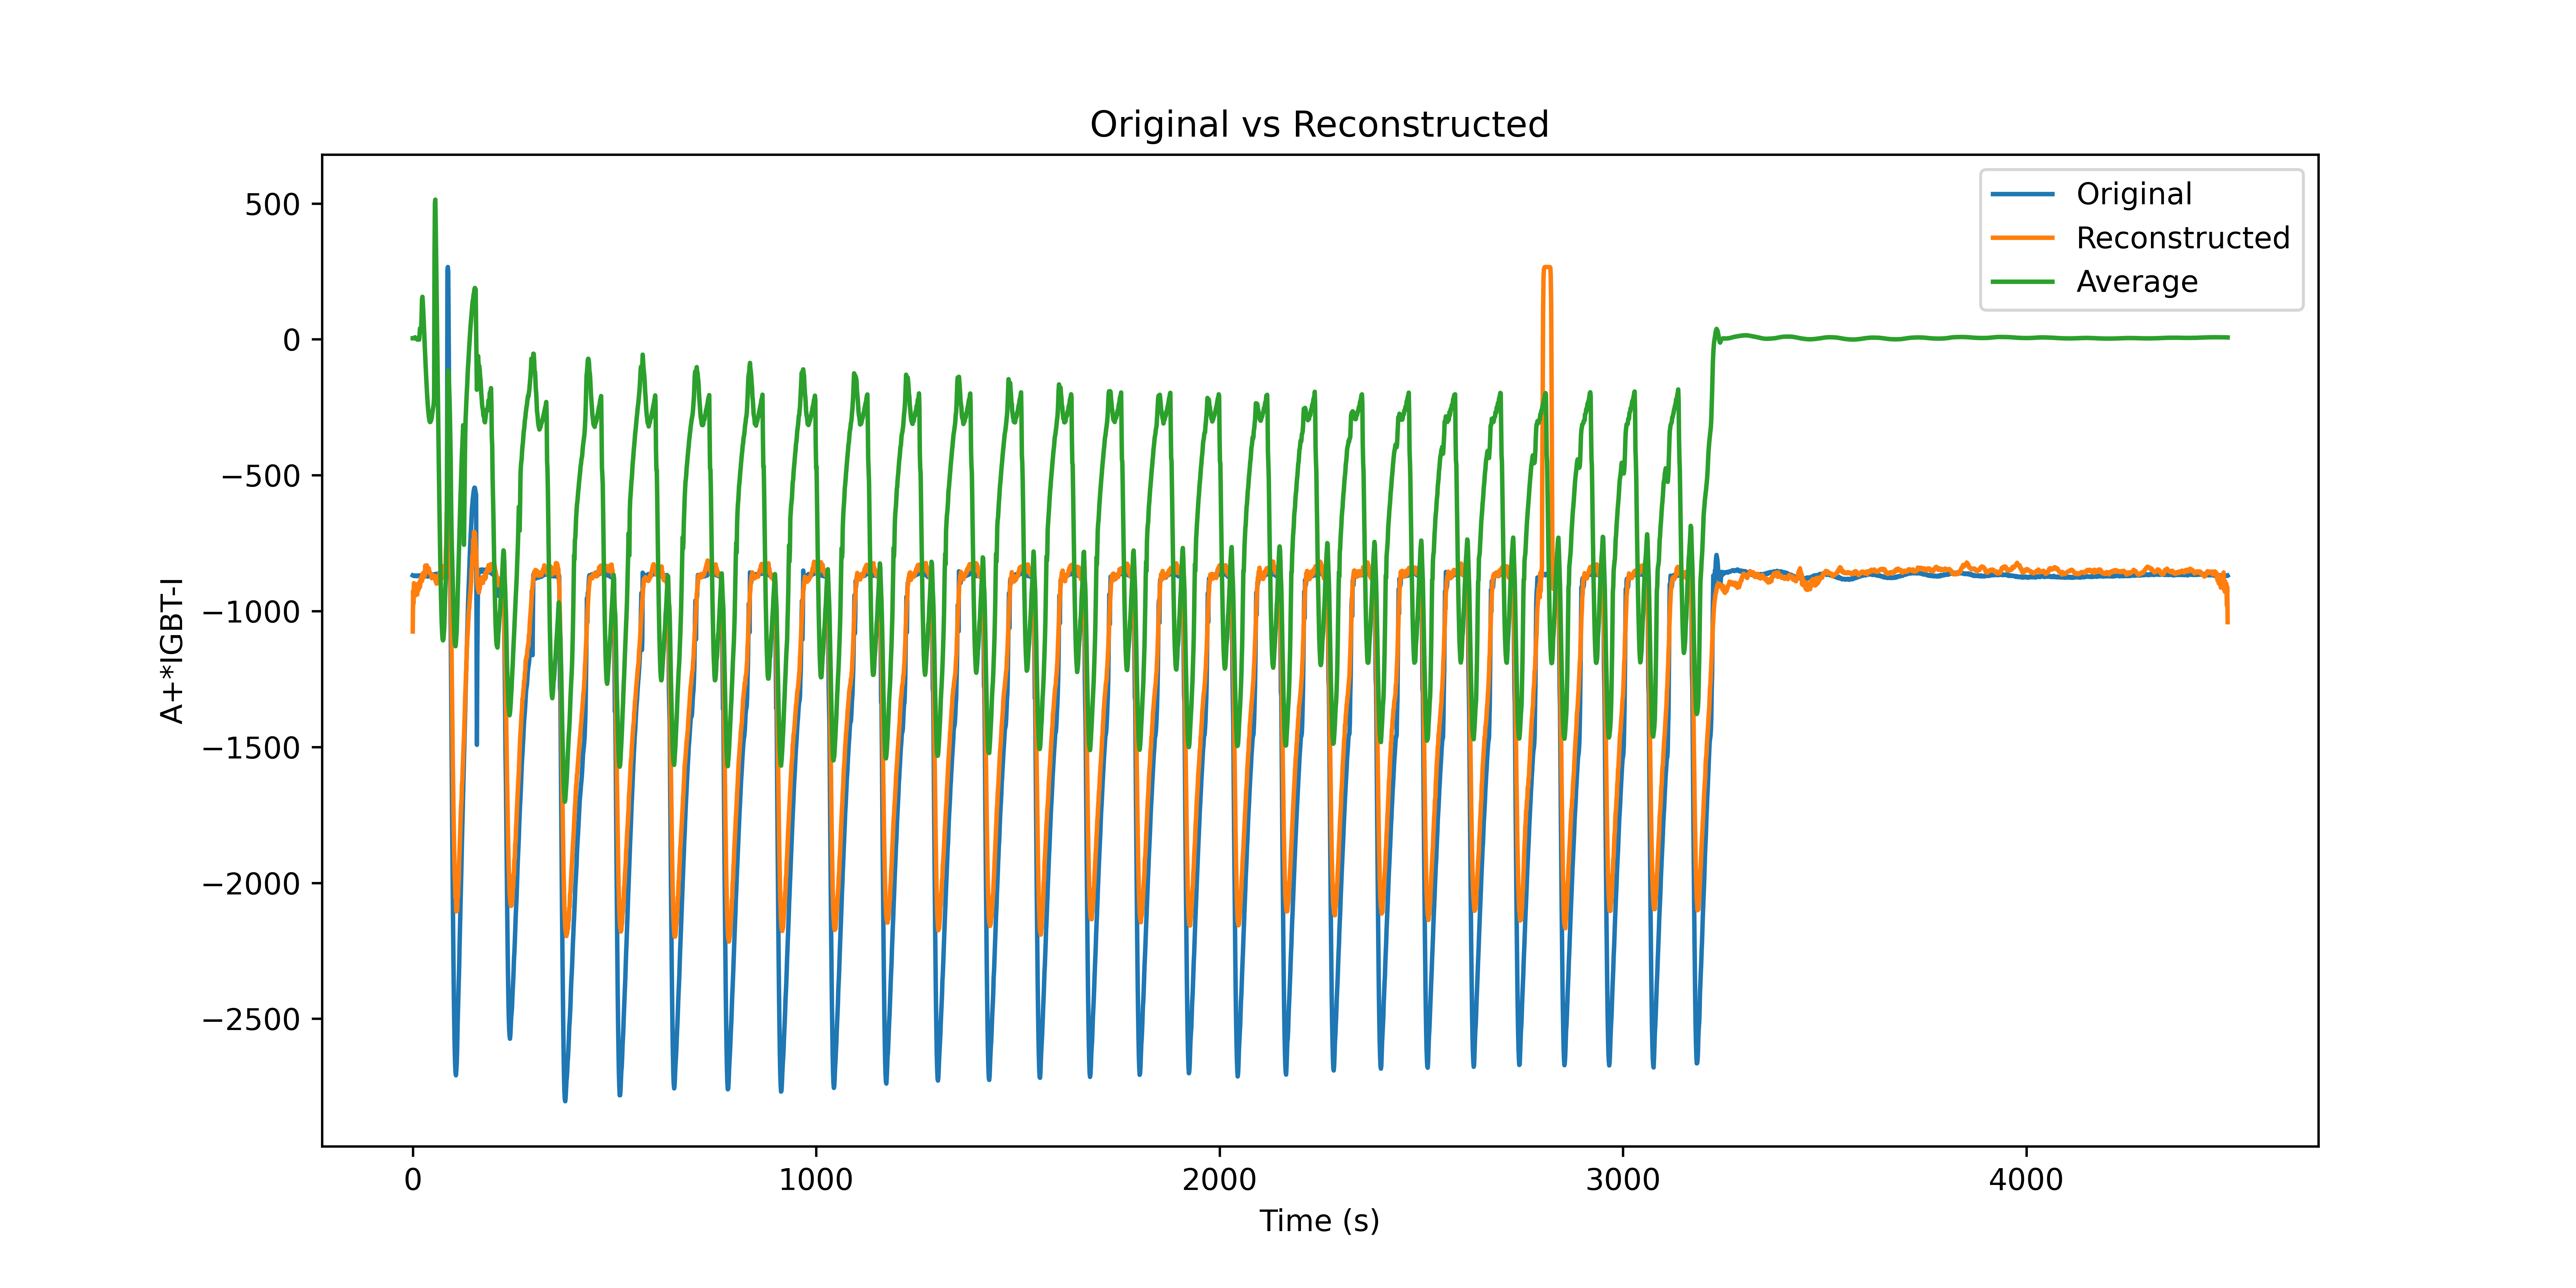 Original vs Reconstructed
Original
Reconstructed
Average
A+*IGBT-I
500
0
−500
−1000
−1500
−2000
−2500
0 1000 2000 3000 4000
Time (s)